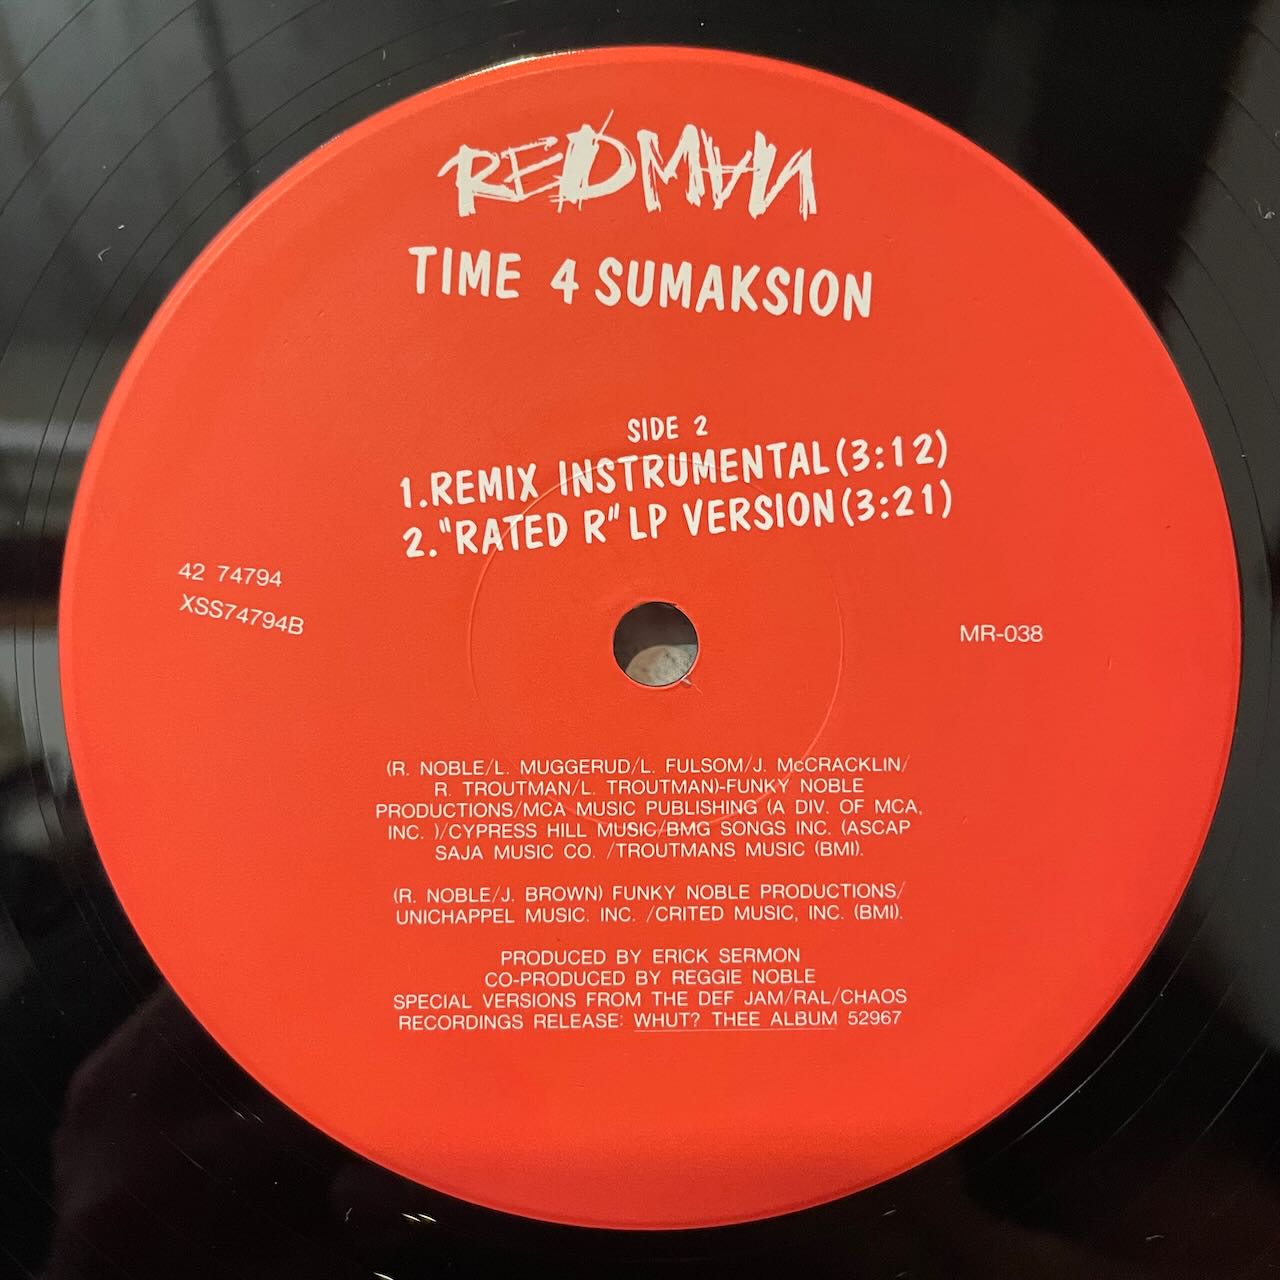 REDMAN
TIME 4 SUMAKSION
SIDE 2
1.REMIX INSTRUMENTAL(3:12)
2."RATED R" LP VERSION(3:21)
42 74794
XSS74794B
MR-038
(R. NOBLE/L. MUGGERUD/L. FULSOM/J. McCRACKLIN/
R. TROUTMAN/L. TROUTMAN)-FUNKY NOBLE
PRODUCTIONS/MCA MUSIC PUBLISHING (A DIV. OF MCA,
INC. )/CYPRESS HILL MUSIC/BMG SONGS INC. (ASCAP
SAJA MUSIC CO. /TROUTMANS MUSIC (BMI).
(R. NOBLE/J. BROWN) FUNKY NOBLE PRODUCTIONS/
UNICHAPPEL MUSIC. INC. /CRITED MUSIC, INC. (BMI).
PRODUCED BY ERICK SERMON
CO-PRODUCED BY REGGIE NOBLE
SPECIAL VERSIONS FROM THE DEF JAM/RAL/CHAOS
RECORDINGS RELEASE: WHUT? THEE ALBUM 52967